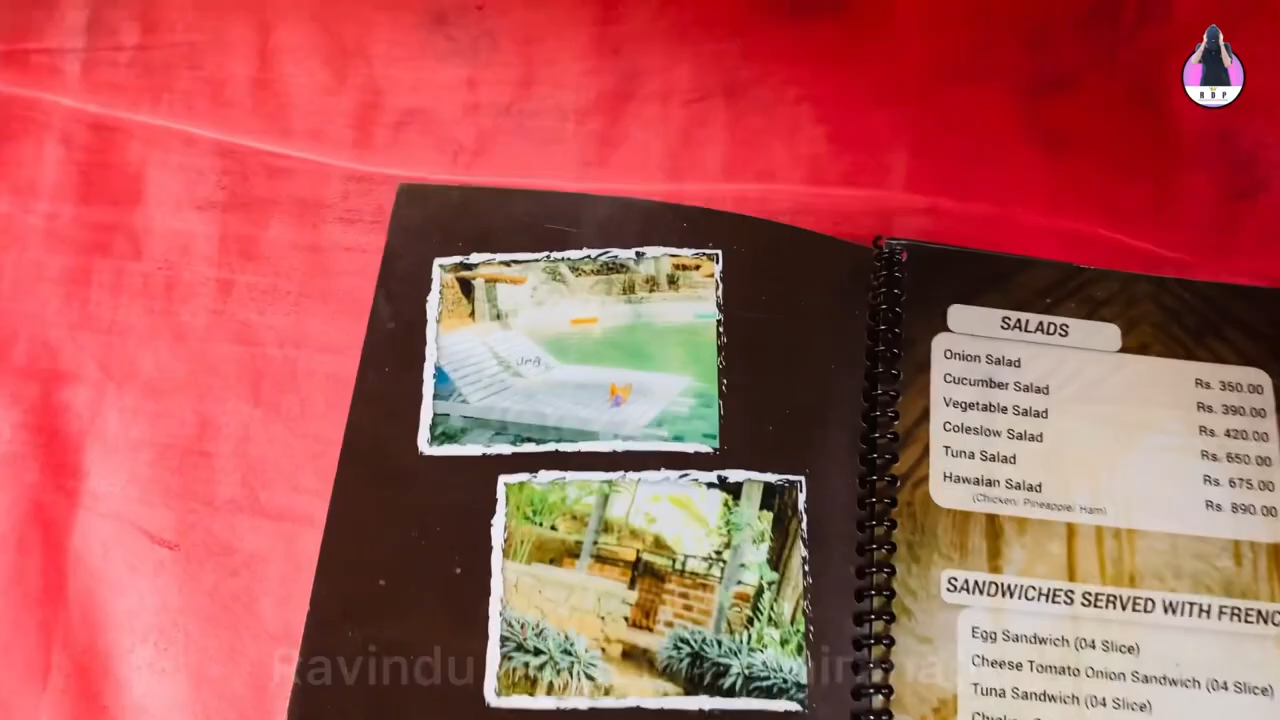 R D P
SALADS
Onion Salad Rs. 350.00
Cucumber Salad Rs. 390.00
Vegetable Salad Rs. 420.00
Coleslow Salad Rs. 650.00
Tuna Salad Rs. 675.00
Hawaian Salad Rs. 890.00
(Chicken/ Pineapple/ Ham)
SANDWICHES SERVED WITH FRENC
Egg Sandwich (04 Slice)
Cheese Tomato Onion Sandwich (04 Slice)
Tuna Sandwich (04 Slice)
Ravindu